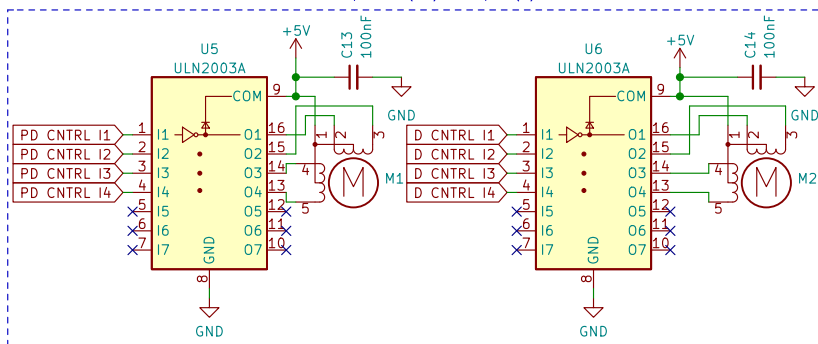 +5V
C13
100nF
GND
U5
ULN2003A
COM
9
PD CNTRL I1
PD CNTRL I2
PD CNTRL I3
PD CNTRL I4
1
2
3
4
5
6
7
I1
I2
I3
I4
I5
I6
I7
O1
O2
O3
O4
O5
O6
O7
16
15
14
13
12
11
10
GND
8
GND
1
2
3
4
5
M
M1
+5V
C14
100nF
GND
U6
ULN2003A
COM
9
D CNTRL I1
D CNTRL I2
D CNTRL I3
D CNTRL I4
1
2
3
4
5
6
7
I1
I2
I3
I4
I5
I6
I7
O1
O2
O3
O4
O5
O6
O7
16
15
14
13
12
11
10
GND
8
GND
1
2
3
4
5
M
M2